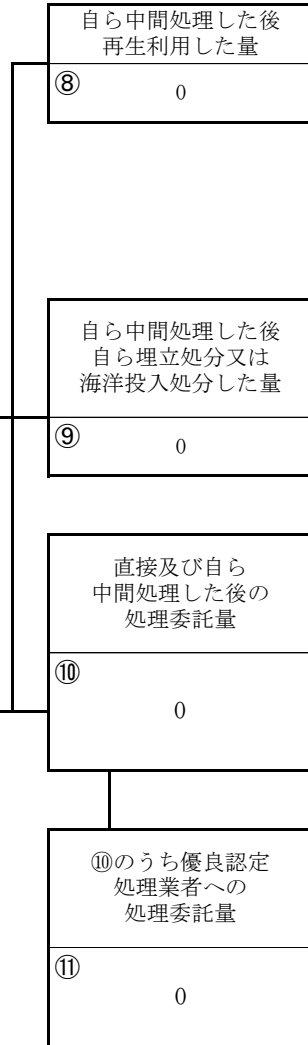 自ら中間処理した後
再生利用した量
⑧
0
自ら中間処理した後
自ら埋立処分又は
海洋投入処分した量
⑨
0
直接及び自ら
中間処理した後の
処理委託量
⑩
0
⑩のうち優良認定
処理業者への
処理委託量
⑪
0